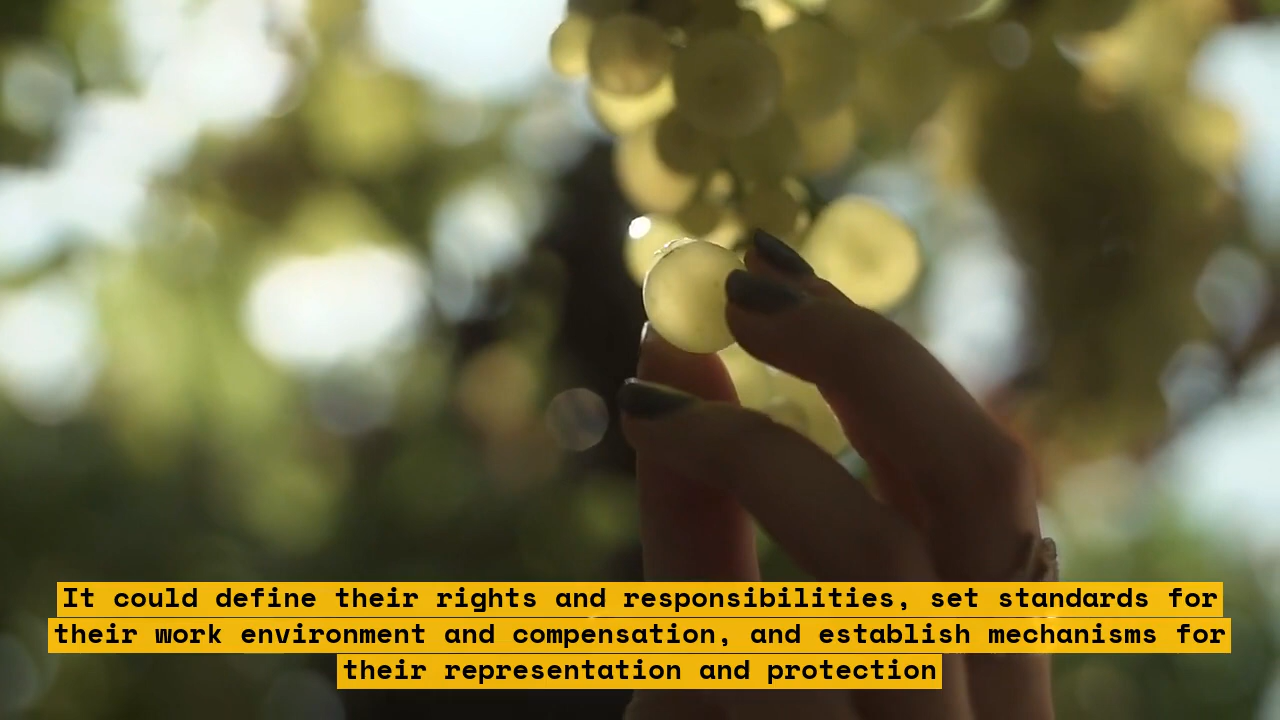 It could define their rights and responsibilities, set standards for
their work environment and compensation, and establish mechanisms for
their representation and protection